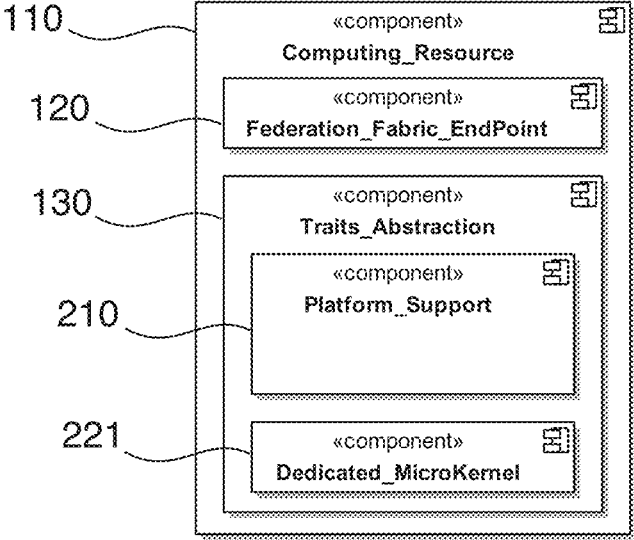 110
«component»
Computing_Resource
120
«component»
Federation_Fabric_EndPoint
130
«component»
Traits_Abstraction
210
«component»
Platform_Support
221
«component»
Dedicated_MicroKernel